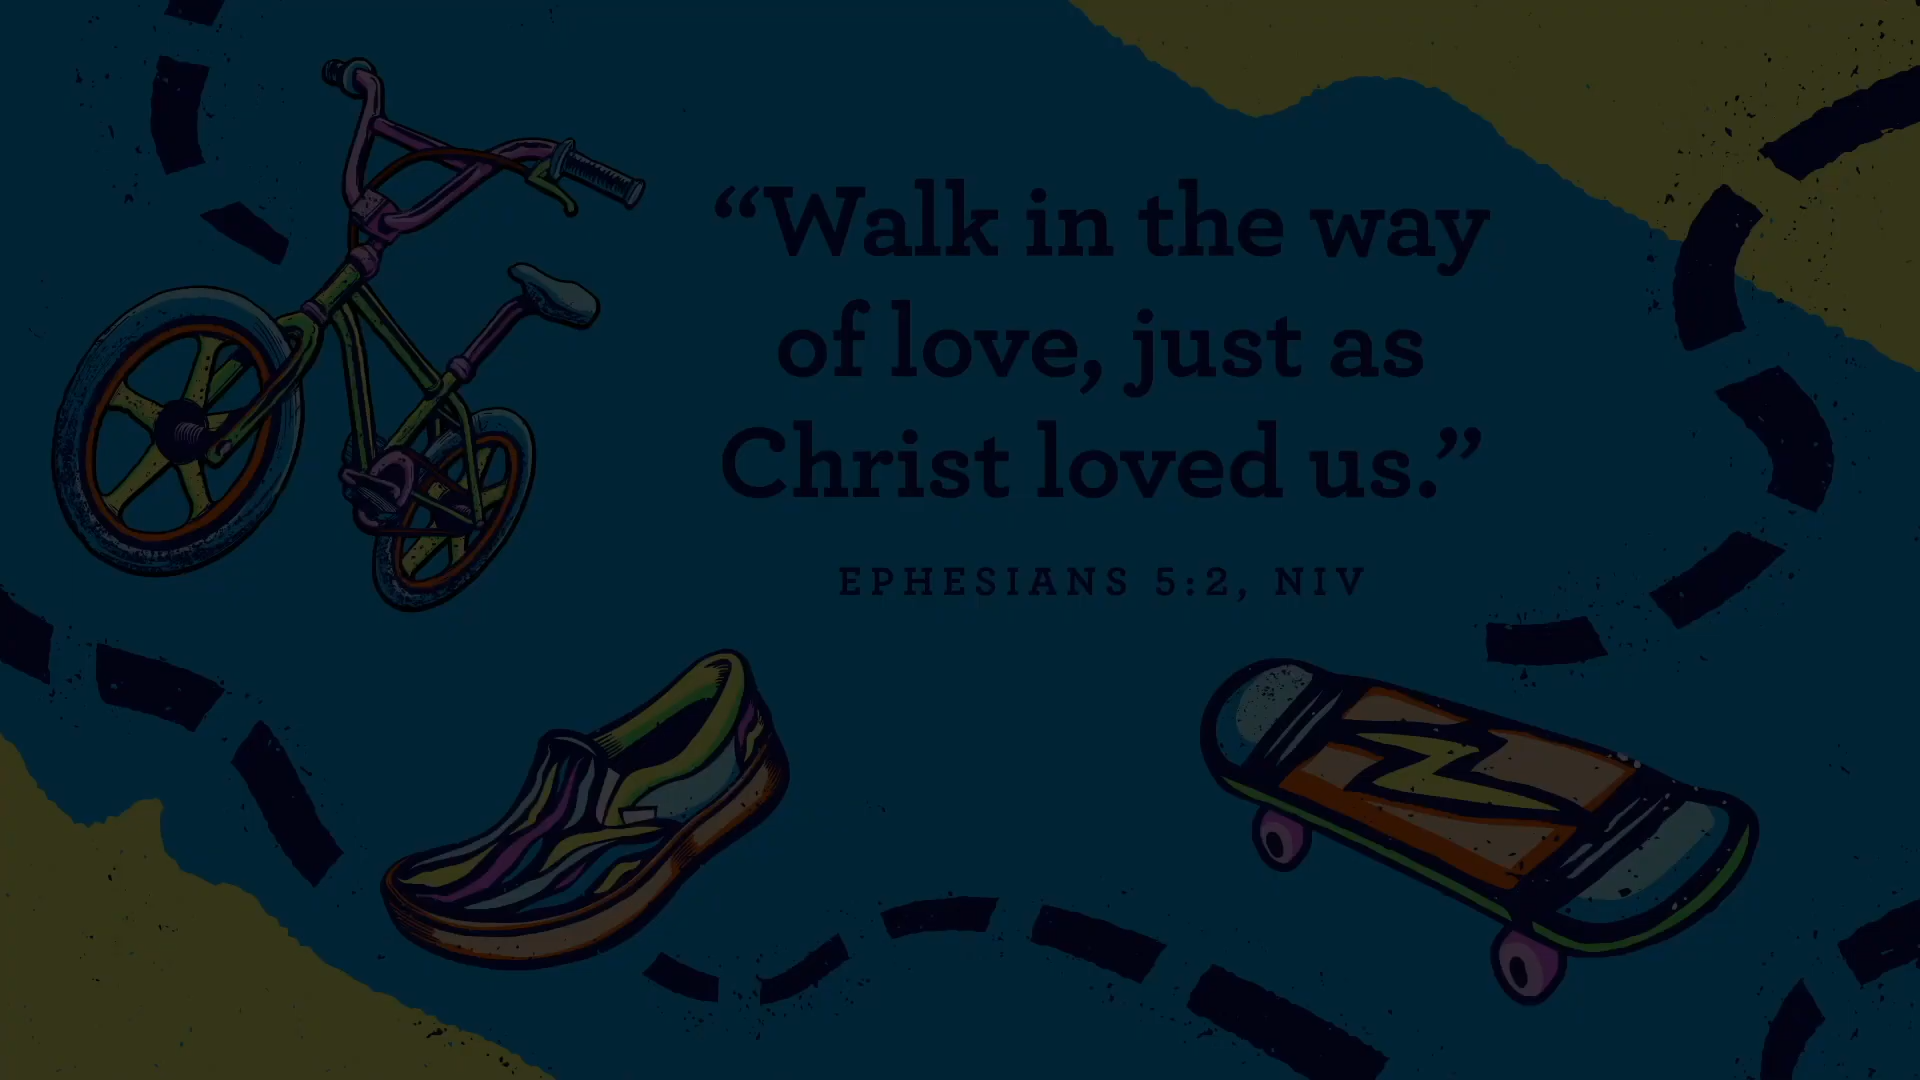 “Walk in the way
of love, just as
Christ loved us.”
EPHESIANS 5:2, NIV